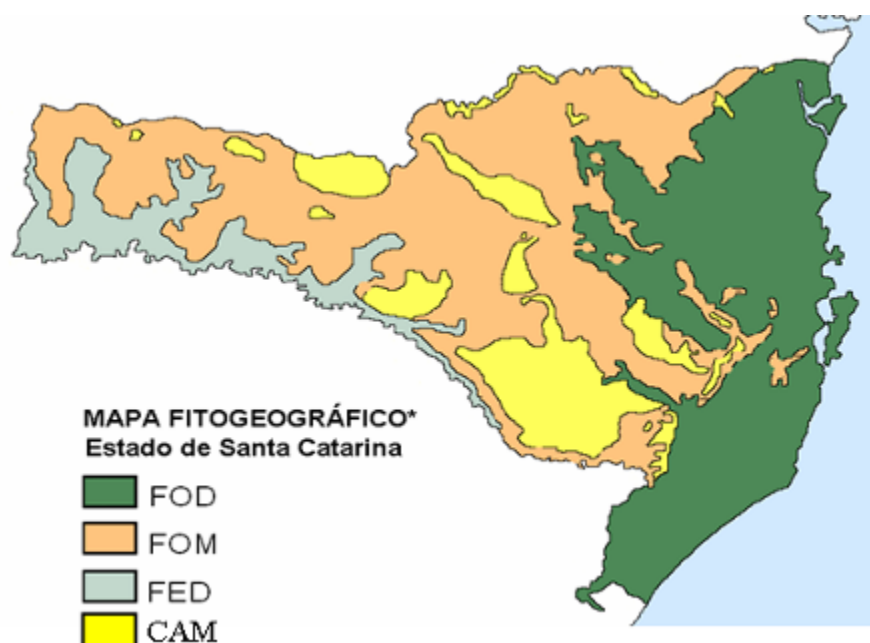 MAPA FITOGEOGRÁFICO*
Estado de Santa Catarina
FOD
FOM
FED
CAM